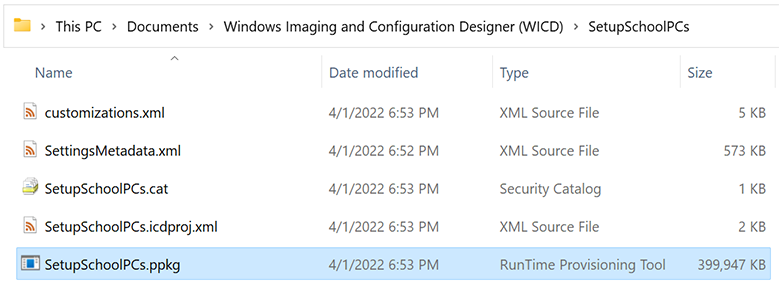 This PC > Documents > Windows Imaging and Configuration Designer (WICD) > SetupSchoolPCs
Name Date modified Type Size
customizations.xml 4/1/2022 6:53 PM XML Source File 5 KB
SettingsMetadata.xml 4/1/2022 6:52 PM XML Source File 573 KB
SetupSchoolPCs.cat 4/1/2022 6:53 PM Security Catalog 1 KB
SetupSchoolPCs.icdproj.xml 4/1/2022 6:53 PM XML Source File 2 KB
SetupSchoolPCs.ppkg 4/1/2022 6:53 PM RunTime Provisioning Tool 399,947 KB